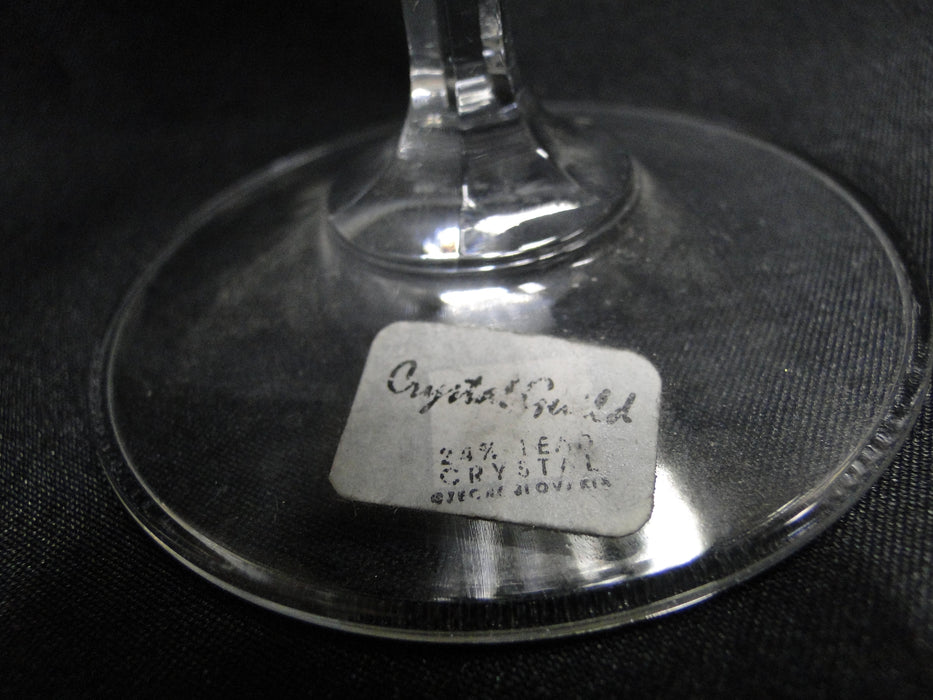 Crystal Guild
24% LEAD
CRYSTAL
CZECHOSLOVAKIA